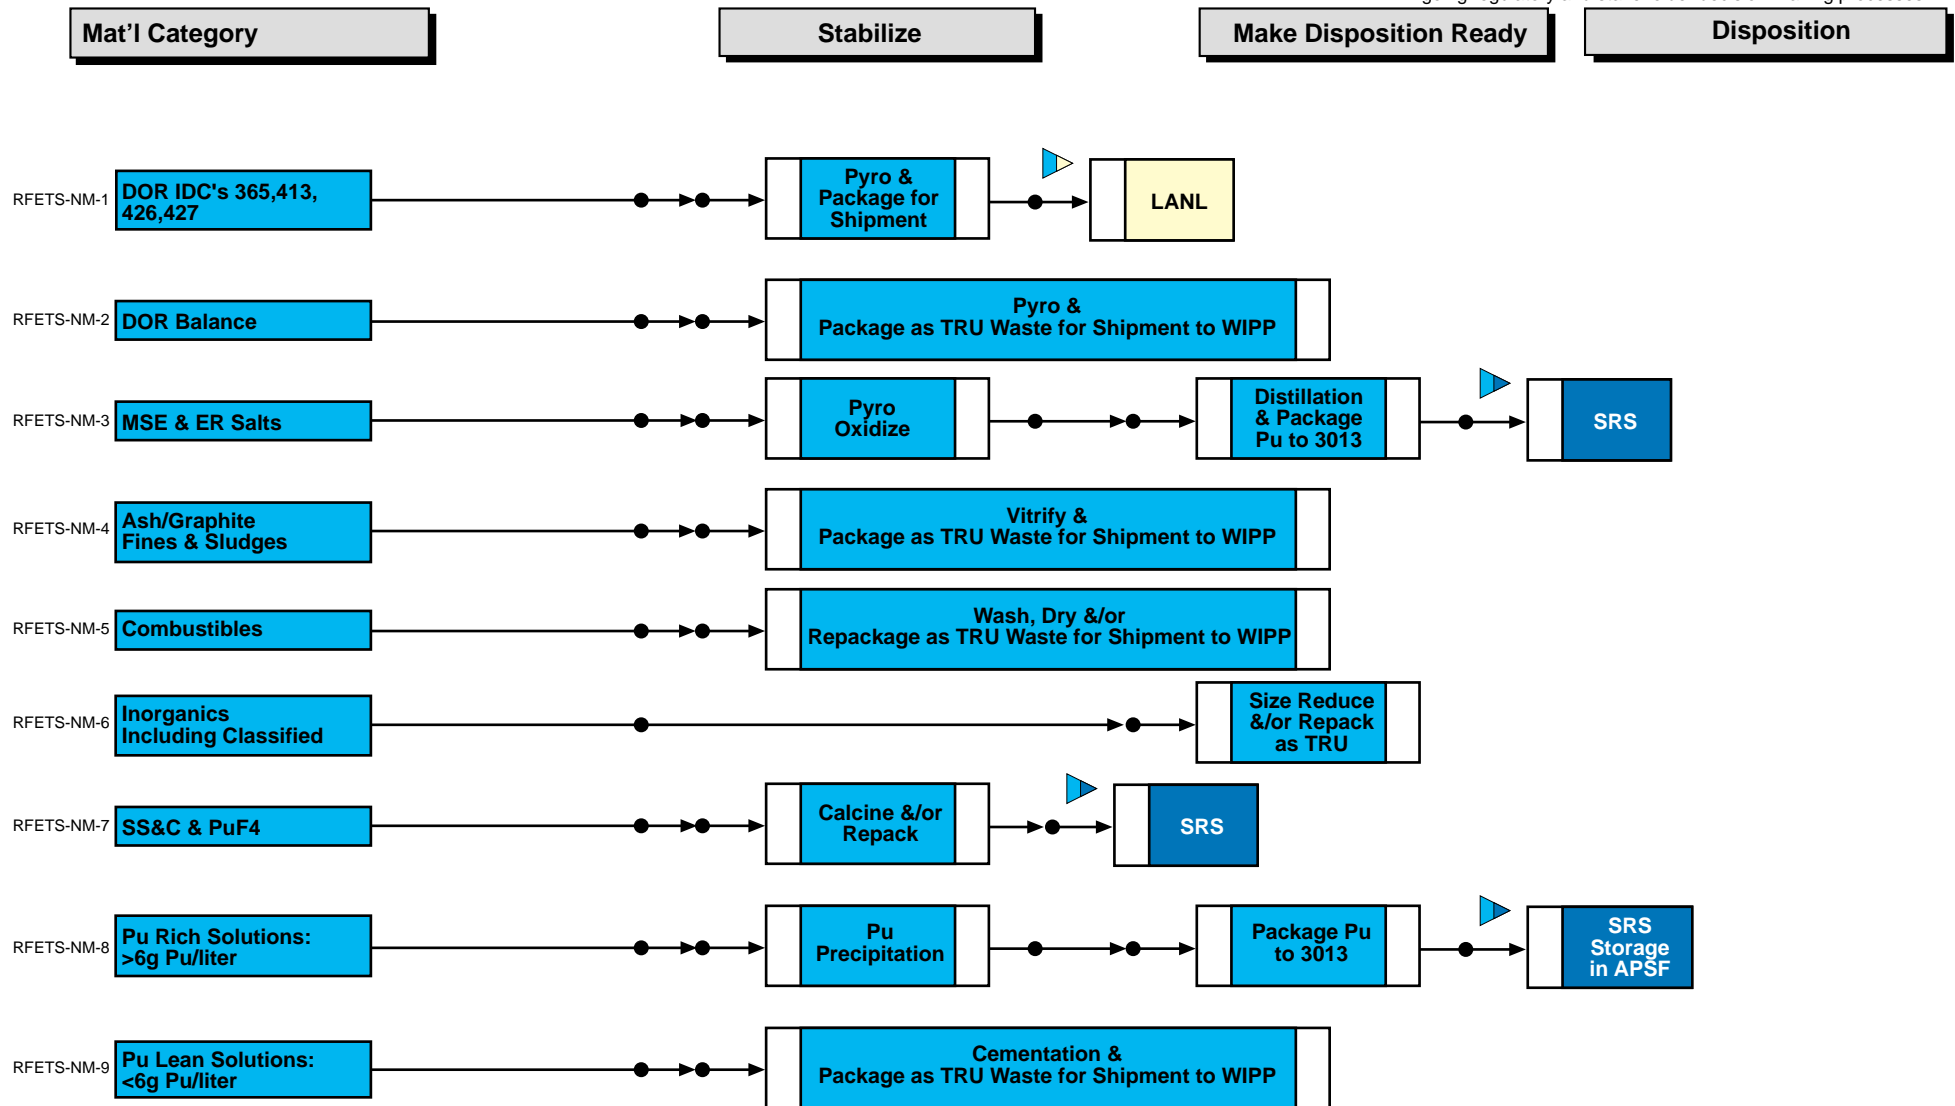 Mat'l Category
Stabilize
Make Disposition Ready
Disposition
RFETS-NM-1
DOR IDC's 365,413,
426,427
Pyro &
Package for
Shipment
LANL
RFETS-NM-2
DOR Balance
Pyro &
Package as TRU Waste for Shipment to WIPP
RFETS-NM-3
MSE & ER Salts
Pyro
Oxidize
Distillation
& Package
Pu to 3013
SRS
RFETS-NM-4
Ash/Graphite
Fines & Sludges
Vitrify &
Package as TRU Waste for Shipment to WIPP
RFETS-NM-5
Combustibles
Wash, Dry &/or
Repackage as TRU Waste for Shipment to WIPP
RFETS-NM-6
Inorganics
Including Classified
Size Reduce
&/or Repack
as TRU
RFETS-NM-7
SS&C & PuF4
Calcine &/or
Repack
SRS
RFETS-NM-8
Pu Rich Solutions:
>6g Pu/liter
Pu
Precipitation
Package Pu
to 3013
SRS
Storage
in APSF
RFETS-NM-9
Pu Lean Solutions:
<6g Pu/liter
Cementation &
Package as TRU Waste for Shipment to WIPP